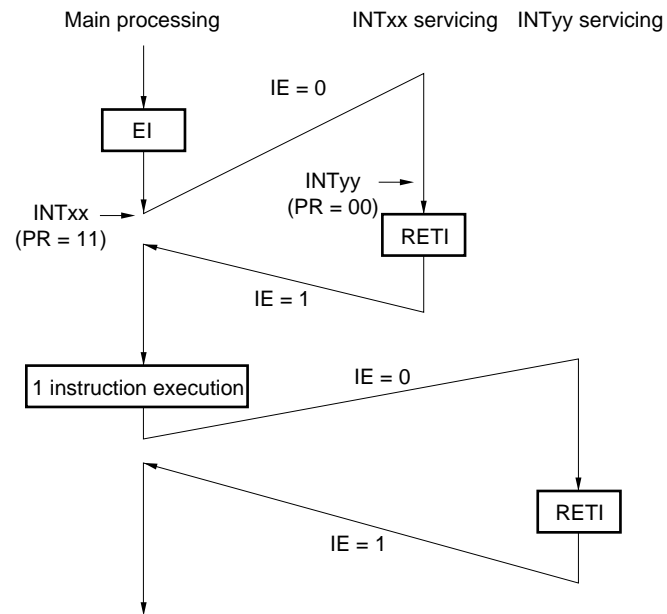 Main processing
INTxx servicing
INTyy servicing
IE = 0
EI
INTyy
(PR = 00)
INTxx
(PR = 11)
RETI
IE = 1
1 instruction execution
IE = 0
RETI
IE = 1